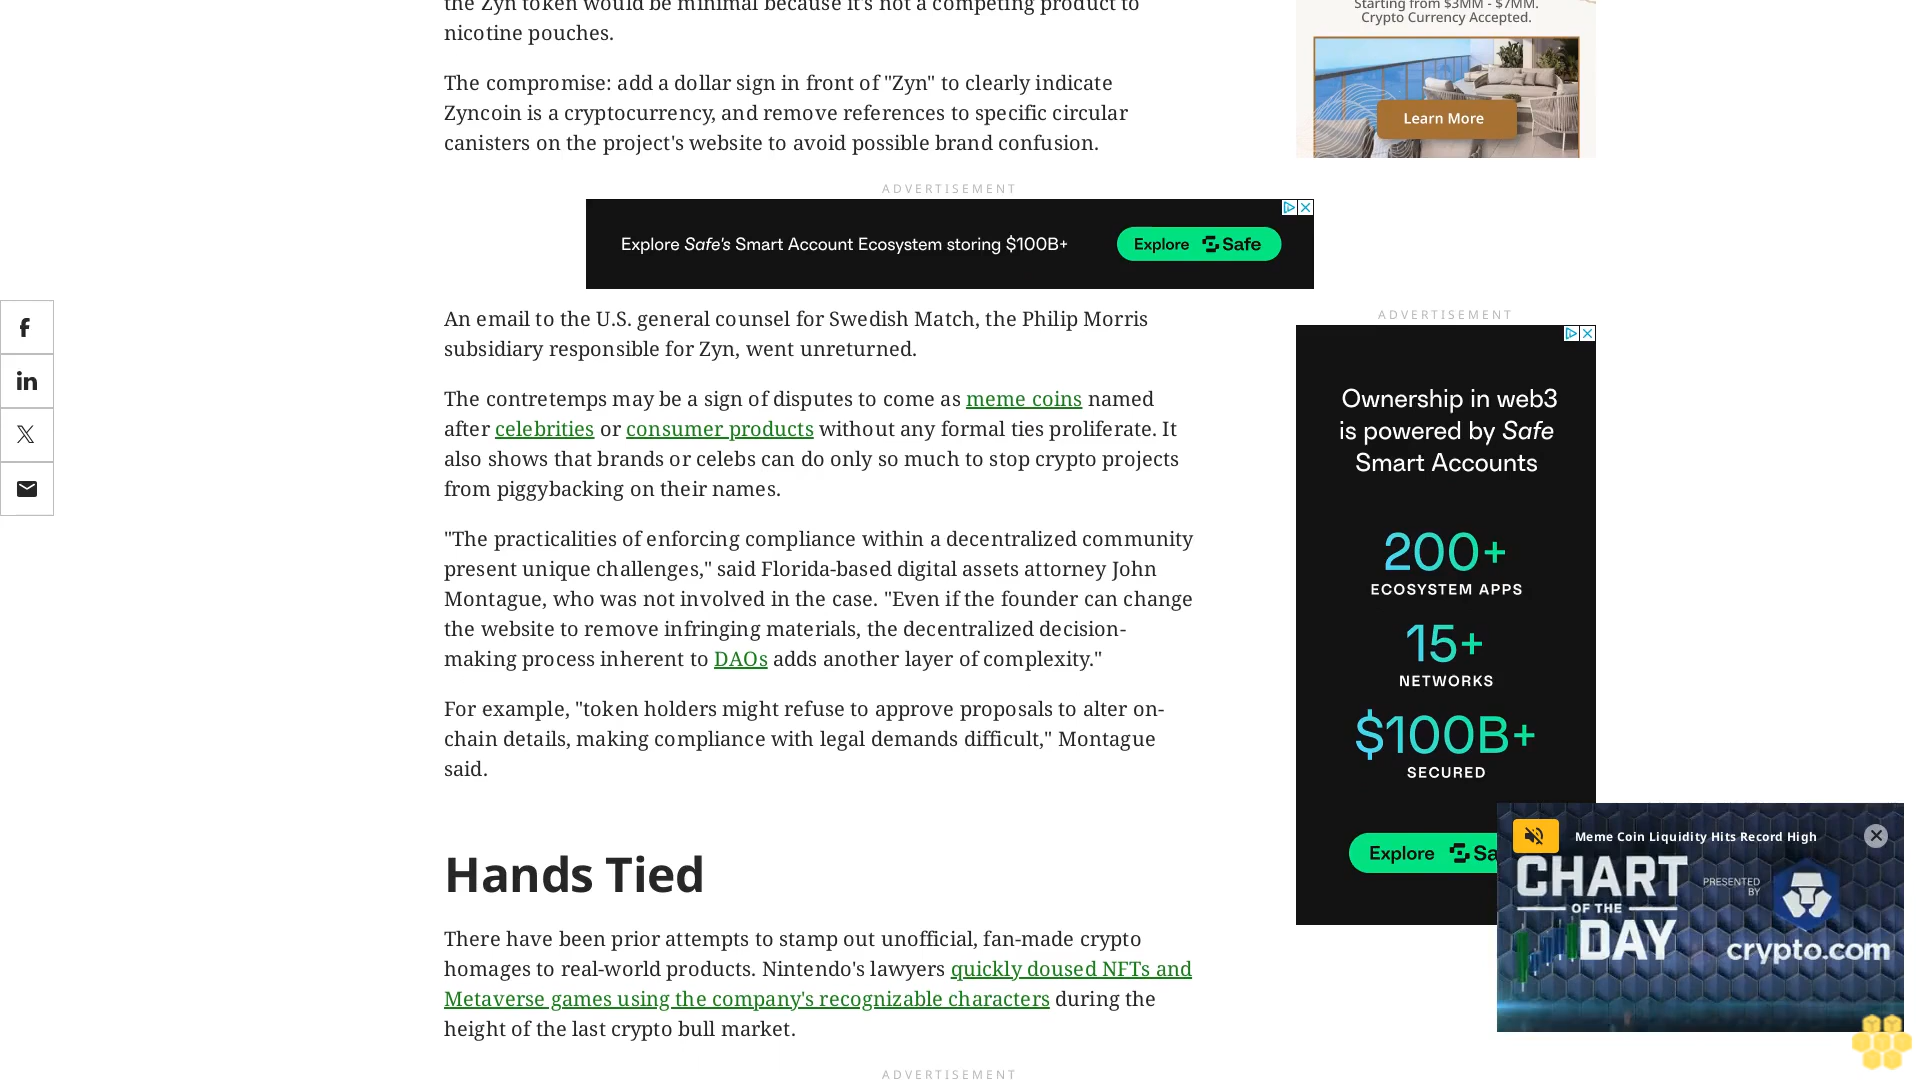 the Zyn token would be minimal because it's not a competing product to
nicotine pouches.
The compromise: add a dollar sign in front of "Zyn" to clearly indicate
Zyncoin is a cryptocurrency, and remove references to specific circular
canisters on the project's website to avoid possible brand confusion.
ADVERTISEMENT
Explore Safe's Smart Account Ecosystem storing $100B+
Explore Safe
An email to the U.S. general counsel for Swedish Match, the Philip Morris
subsidiary responsible for Zyn, went unreturned.
The contretemps may be a sign of disputes to come as meme coins named
after celebrities or consumer products without any formal ties proliferate. It
also shows that brands or celebs can do only so much to stop crypto projects
from piggybacking on their names.
"The practicalities of enforcing compliance within a decentralized community
present unique challenges," said Florida-based digital assets attorney John
Montague, who was not involved in the case. "Even if the founder can change
the website to remove infringing materials, the decentralized decision-
making process inherent to DAOs adds another layer of complexity."
For example, "token holders might refuse to approve proposals to alter on-
chain details, making compliance with legal demands difficult," Montague
said.
Hands Tied
There have been prior attempts to stamp out unofficial, fan-made crypto
homages to real-world products. Nintendo's lawyers quickly doused NFTs and
Metaverse games using the company's recognizable characters during the
height of the last crypto bull market.
ADVERTISEMENT
Starting from $3MM - $7MM.
Crypto Currency Accepted.
Learn More
ADVERTISEMENT
Ownership in web3
is powered by Safe
Smart Accounts
200+
ECOSYSTEM APPS
15+
NETWORKS
$100B+
SECURED
Explore Sa
Meme Coin Liquidity Hits Record High
CHART
OF THE
DAY
PRESENTED
BY
crypto.com